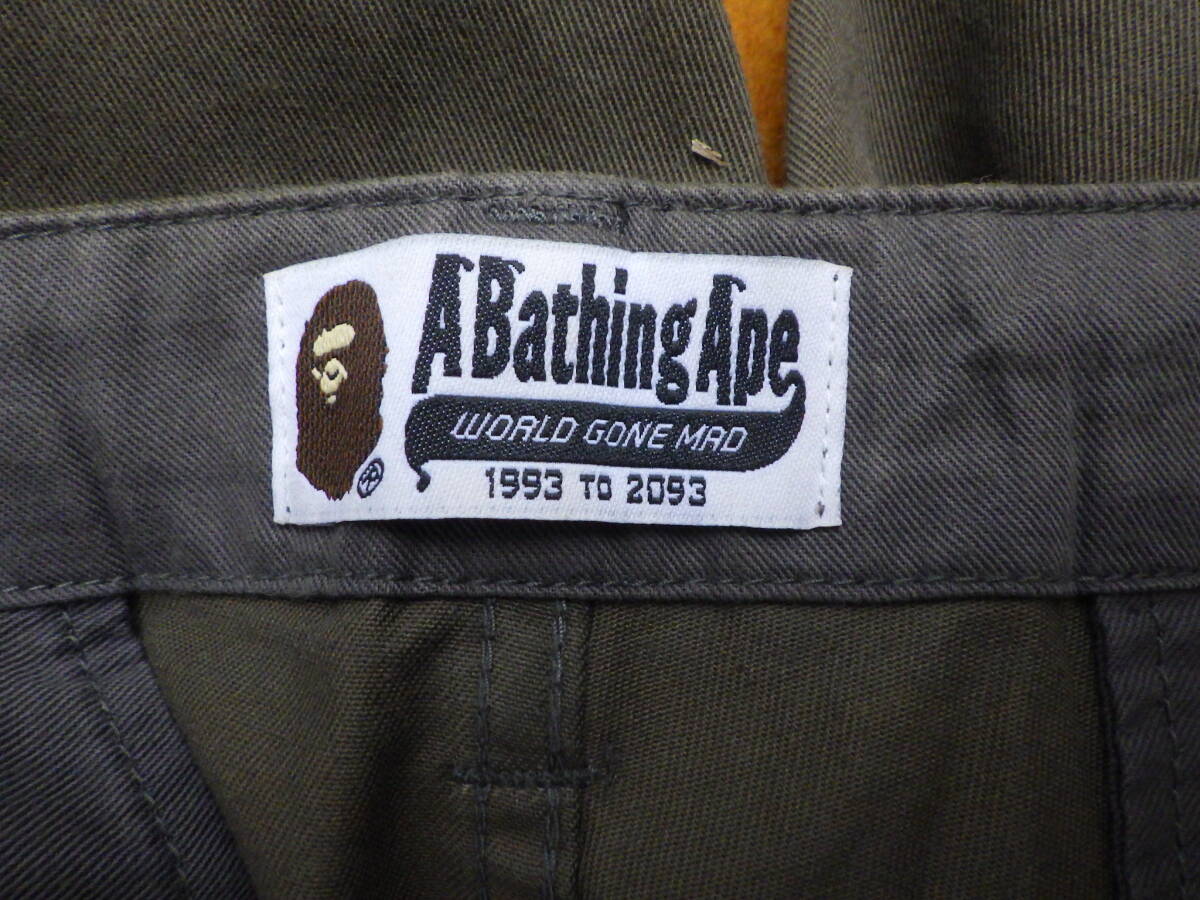 A Bathing Ape
WORLD GONE MAD
®
1993 TO 2093